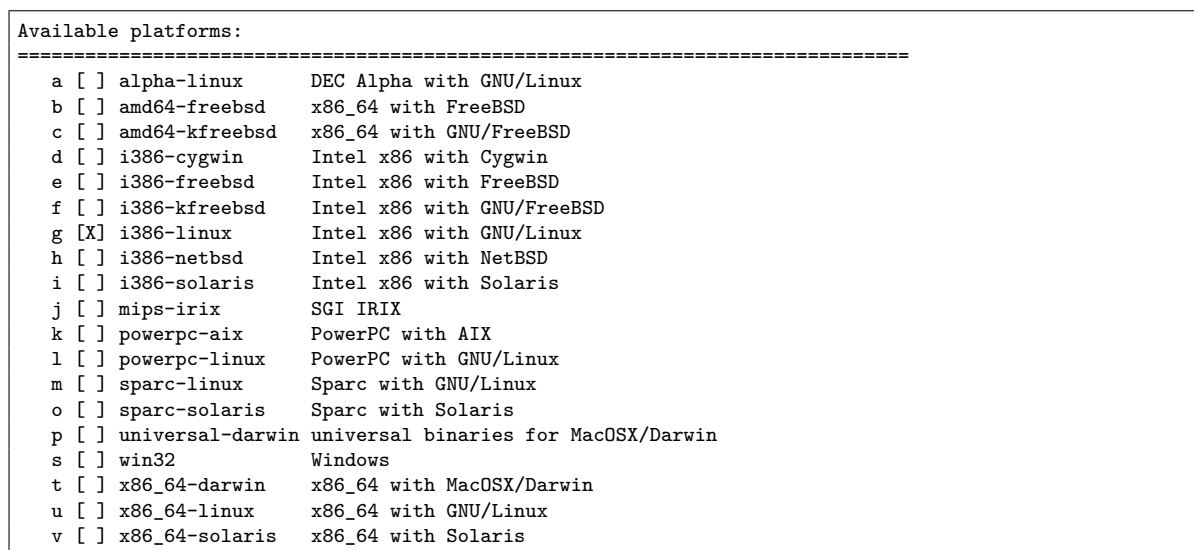 Available platforms:
===============================================================================
   a [ ] alpha-linux      DEC Alpha with GNU/Linux
   b [ ] amd64-freebsd    x86_64 with FreeBSD
   c [ ] amd64-kfreebsd   x86_64 with GNU/FreeBSD
   d [ ] i386-cygwin      Intel x86 with Cygwin
   e [ ] i386-freebsd     Intel x86 with FreeBSD
   f [ ] i386-kfreebsd    Intel x86 with GNU/FreeBSD
   g [X] i386-linux       Intel x86 with GNU/Linux
   h [ ] i386-netbsd      Intel x86 with NetBSD
   i [ ] i386-solaris     Intel x86 with Solaris
   j [ ] mips-irix        SGI IRIX
   k [ ] powerpc-aix      PowerPC with AIX
   l [ ] powerpc-linux    PowerPC with GNU/Linux
   m [ ] sparc-linux      Sparc with GNU/Linux
   o [ ] sparc-solaris    Sparc with Solaris
   p [ ] universal-darwin universal binaries for MacOSX/Darwin
   s [ ] win32            Windows
   t [ ] x86_64-darwin    x86_64 with MacOSX/Darwin
   u [ ] x86_64-linux     x86_64 with GNU/Linux
   v [ ] x86_64-solaris   x86_64 with Solaris